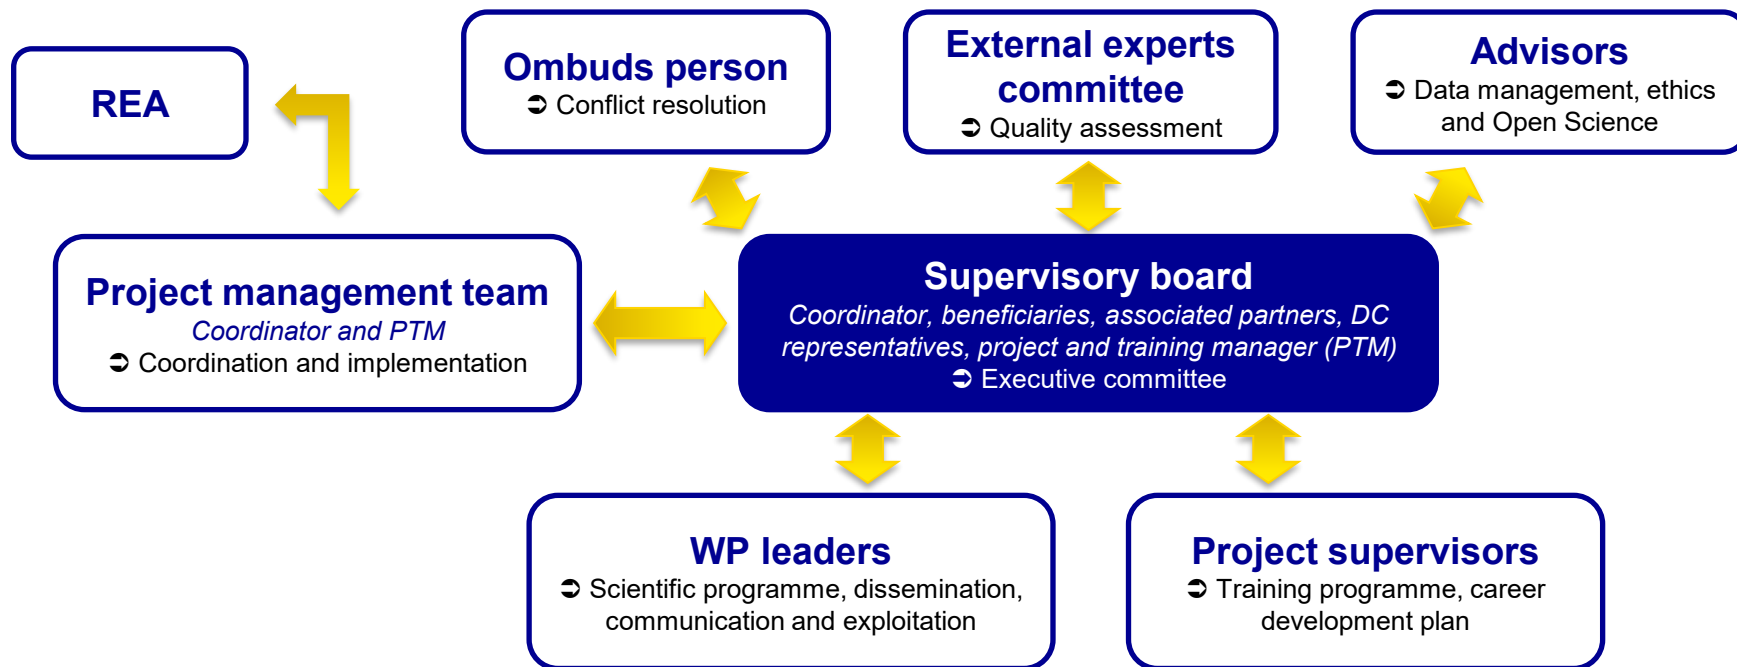 REA
Ombuds person
➲ Conflict resolution
External experts
committee
➲ Quality assessment
Advisors
➲ Data management, ethics
and Open Science
Project management team
Coordinator and PTM
➲ Coordination and implementation
Supervisory board
Coordinator, beneficiaries, associated partners, DC
representatives, project and training manager (PTM)
➲ Executive committee
WP leaders
➲ Scientific programme, dissemination,
communication and exploitation
Project supervisors
➲ Training programme, career
development plan